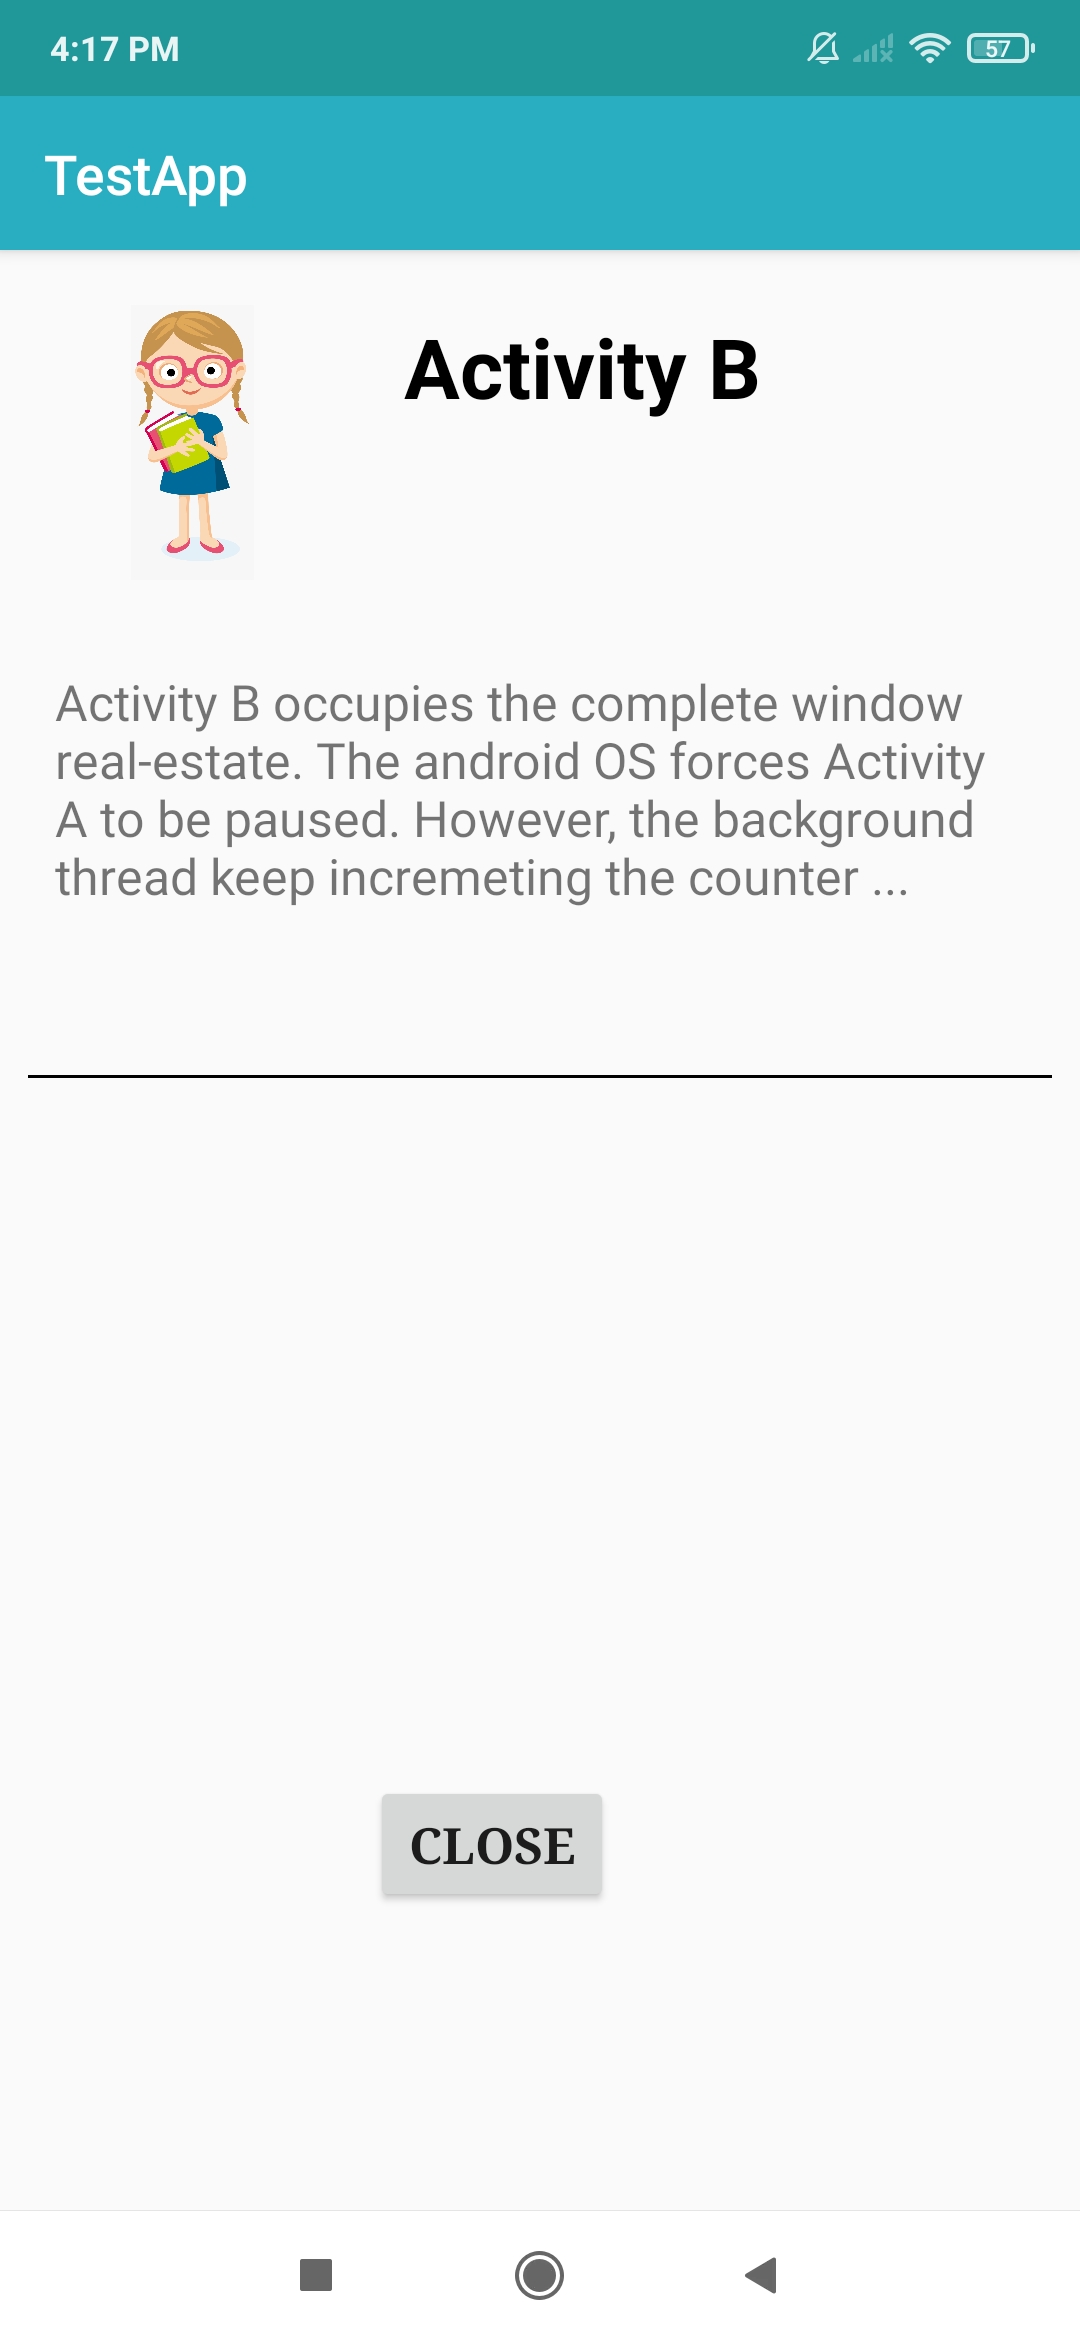 4:17 PM
57
TestApp
Activity B
Activity B occupies the complete window
real-estate. The android OS forces Activity
A to be paused. However, the background
thread keep incremeting the counter ...
CLOSE